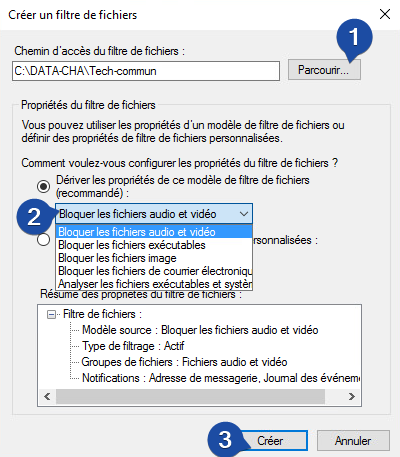 Créer un filtre de fichiers
1
Chemin d'accès du filtre de fichiers :
C:\DATA-CHA\Tech-commun
Parcourir...
Propriétés du filtre de fichiers
Vous pouvez utiliser les propriétés d'un modèle de filtre de fichiers ou
définir des propriétés de filtre de fichiers personnalisées.
Comment voulez-vous configurer les propriétés du filtre de fichiers ?
Dériver les propriétés de ce modèle de filtre de fichiers
(recommandé) :
2
Bloquer les fichiers audio et vidéo
Bloquer les fichiers audio et vidéo
Bloquer les fichiers exécutables
ersonnalisées :
Bloquer les fichiers image
Bloquer les fichiers de courrier électroniqu
Analyser les fichiers exécutables et systèn
Résumé des propriétés du filtre de fichiers :
Filtre de fichiers :
Modèle source : Bloquer les fichiers audio et vidéo
Type de filtrage : Actif
Groupes de fichiers : Fichiers audio et vidéo
Notifications : Adresse de messagerie, Journal des événeme
3
Créer
Annuler